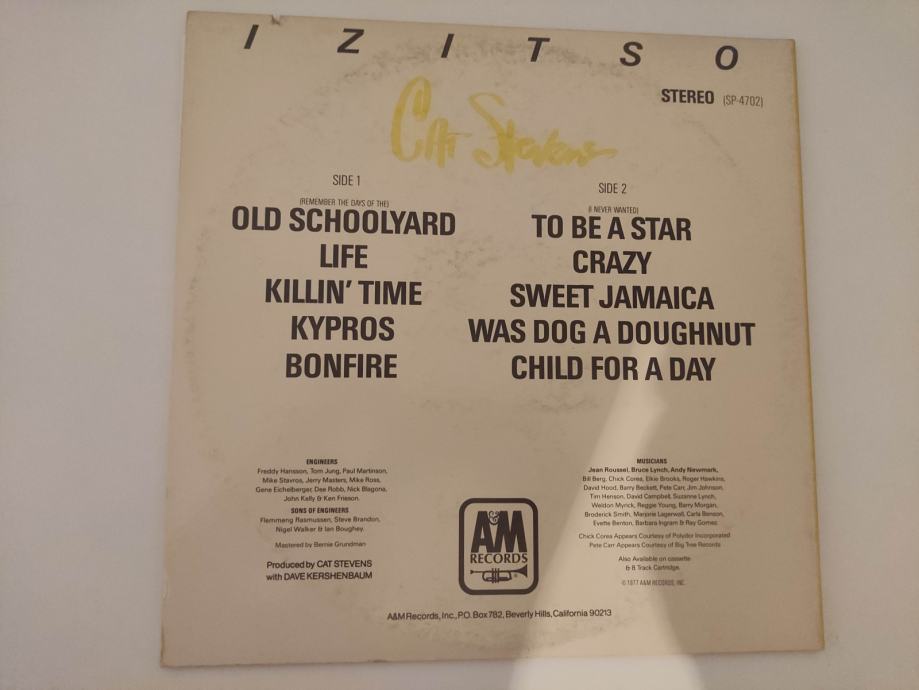 I Z I T S O
STEREO (SP-4702)
Cat Stevens
SIDE 1
(REMEMBER THE DAYS OF THE)
OLD SCHOOLYARD
LIFE
KILLIN' TIME
KYPROS
BONFIRE
SIDE 2
(I NEVER WANTED)
TO BE A STAR
CRAZY
SWEET JAMAICA
WAS DOG A DOUGHNUT
CHILD FOR A DAY
ENGINEERS
Freddy Hansson, Tom Jung, Paul Martinson,
Mike Stavros, Jerry Masters, Mike Ross,
Gene Eichelberger, Dee Robb, Nick Blagona,
John Kelly & Ken Frieson.
SONS OF ENGINEERS
Flemmeng Rasmussen, Steve Brandon,
Nigel Walker & Ian Boughey.
Mastered by Bernie Grundman
Produced by CAT STEVENS
with DAVE KERSHENBAUM
A&M
RECORDS
MUSICIANS
Jean Roussel, Bruce Lynch, Andy Newmark,
Bill Berg, Chick Corea, Elkie Brooks, Roger Hawkins,
David Hood, Barry Beckett, Pete Carr, Jim Johnson,
Tim Henson, David Campbell, Suzanne Lynch,
Weldon Myrick, Reggie Young, Barry Morgan,
Broderick Smith, Marjorie Lagerwall, Carla Benson,
Evette Benton, Barbara Ingram & Ray Gomez.
Chick Corea Appears Courtesy of Polydor Incorporated
Pete Carr Appears Courtesy of Big Tree Records
Also Available on cassette
& 8 Track Cartridge.
© 1977 A&M RECORDS, INC.
A&M Records, Inc., P.O. Box 782, Beverly Hills, California 90213